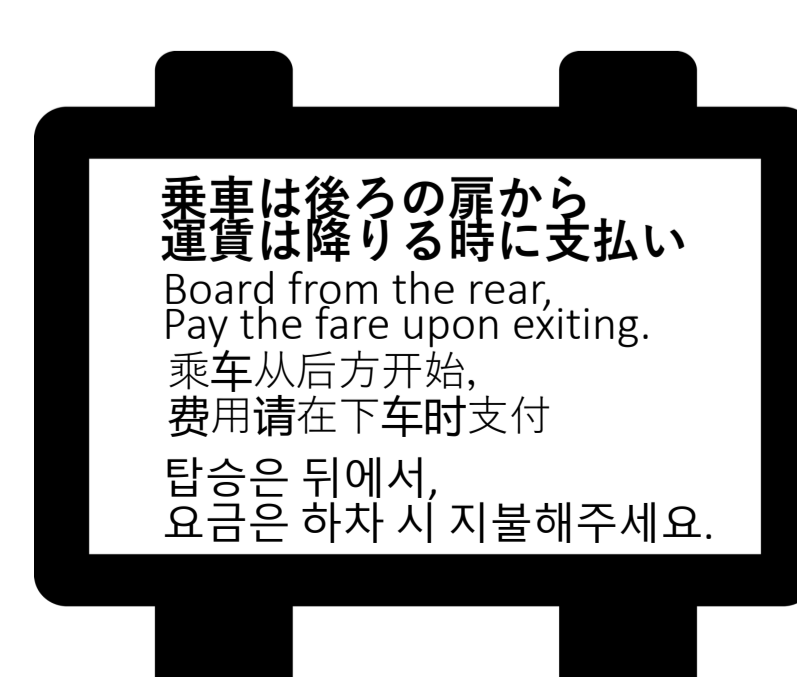 乗車は後ろの扉から
運賃は降りる時に支払い
Board from the rear,
Pay the fare upon exiting.
乘车从后方开始,
费用请在下车时支付
탑승은 뒤에서,
요금은 하차 시 지불해주세요.